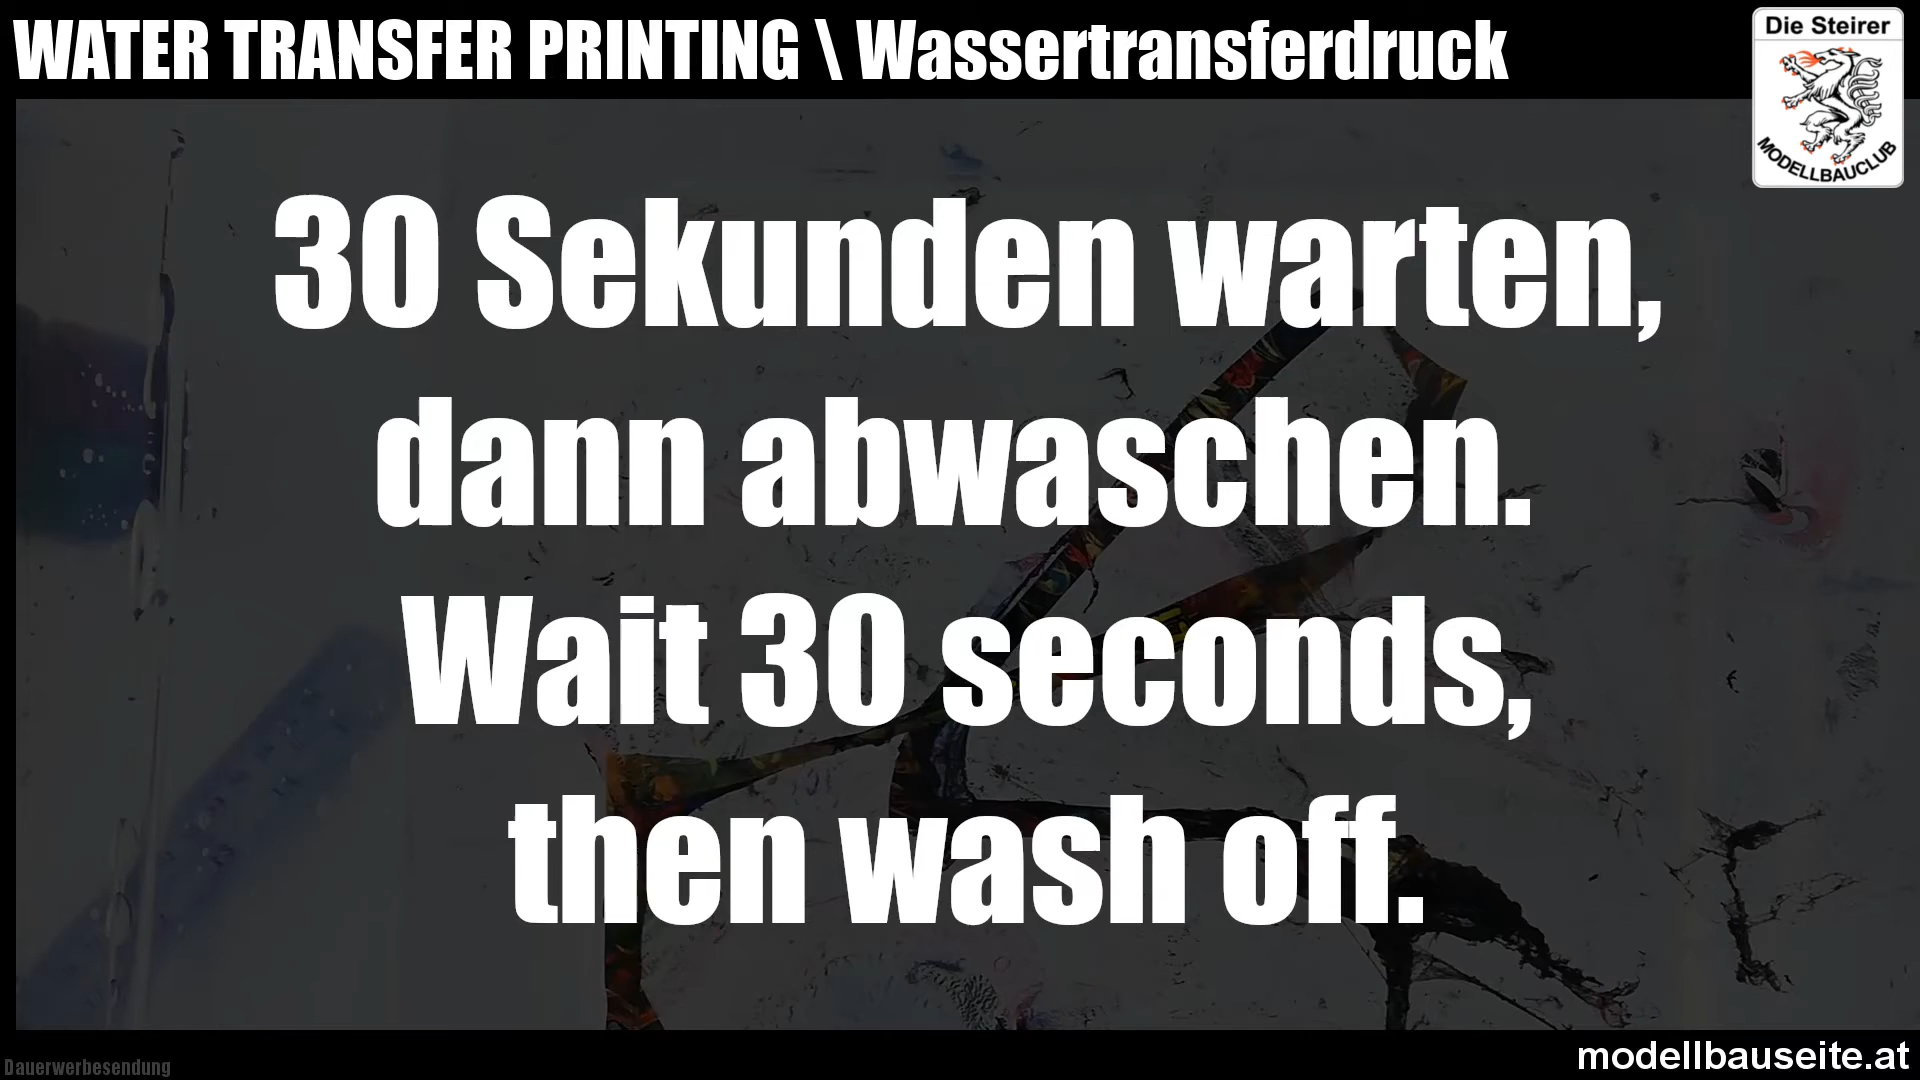 WATER TRANSFER PRINTING \ Wassertransferdruck
Die Steirer
MODELLBAUCLUB
30 Sekunden warten,
dann abwaschen.
Wait 30 seconds,
then wash off.
Dauerwerbesendung
modellbauseite.at